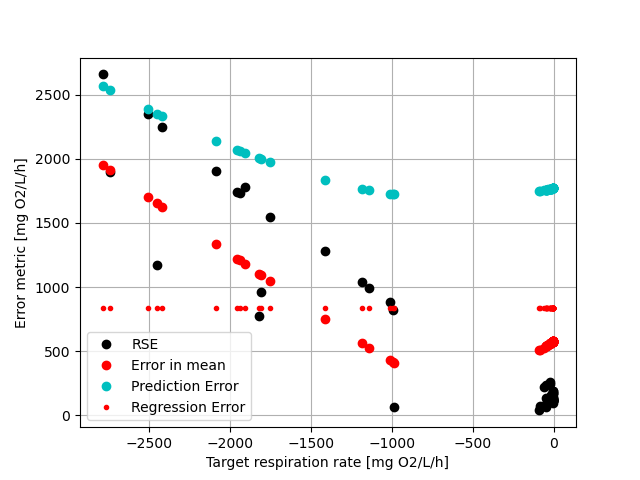 2500
2000
1500
1000
500
0
Error metric [mg O2/L/h]
RSE
Error in mean
Prediction Error
Regression Error
−2500 −2000 −1500 −1000 −500 0
Target respiration rate [mg O2/L/h]